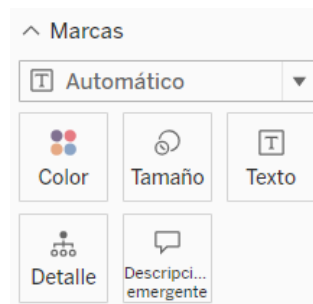 Marcas
Automático
Color
Tamaño
Texto
Detalle
Descripci...
emergente